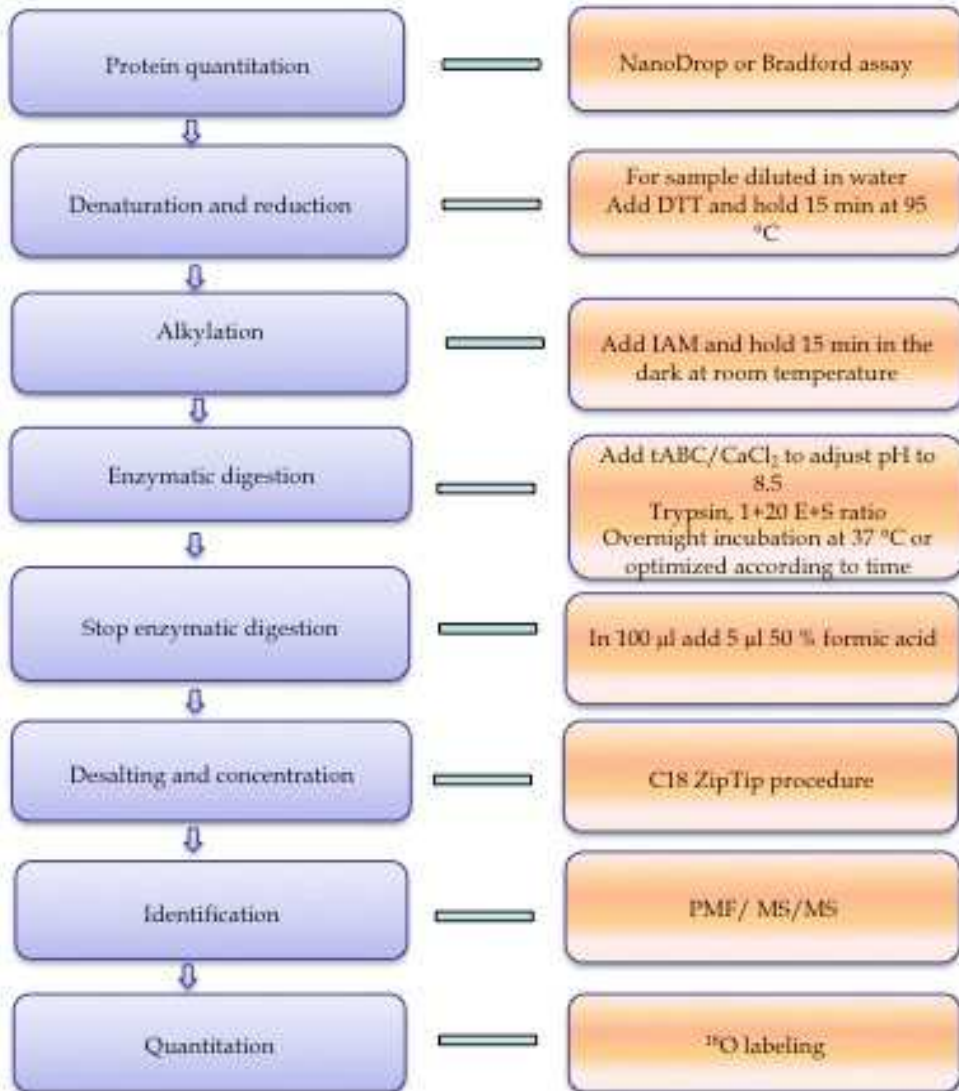 Protein quantitation
NanoDrop or Bradford assay
Denaturation and reduction
For sample diluted in water
Add DTT and hold 15 min at 95
°C
Alkylation
Add IAM and hold 15 min in the
dark at room temperature
Enzymatic digestion
Add tABC/CaCl₂ to adjust pH to
8.5
Trypsin, 1+20 E+S ratio
Overnight incubation at 37 °C or
optimized according to time
Stop enzymatic digestion
In 100 µl add 5 µl 50 % formic acid
Desalting and concentration
C18 ZipTip procedure
Identification
PMF/ MS/MS
Quantitation
¹⁸O labeling